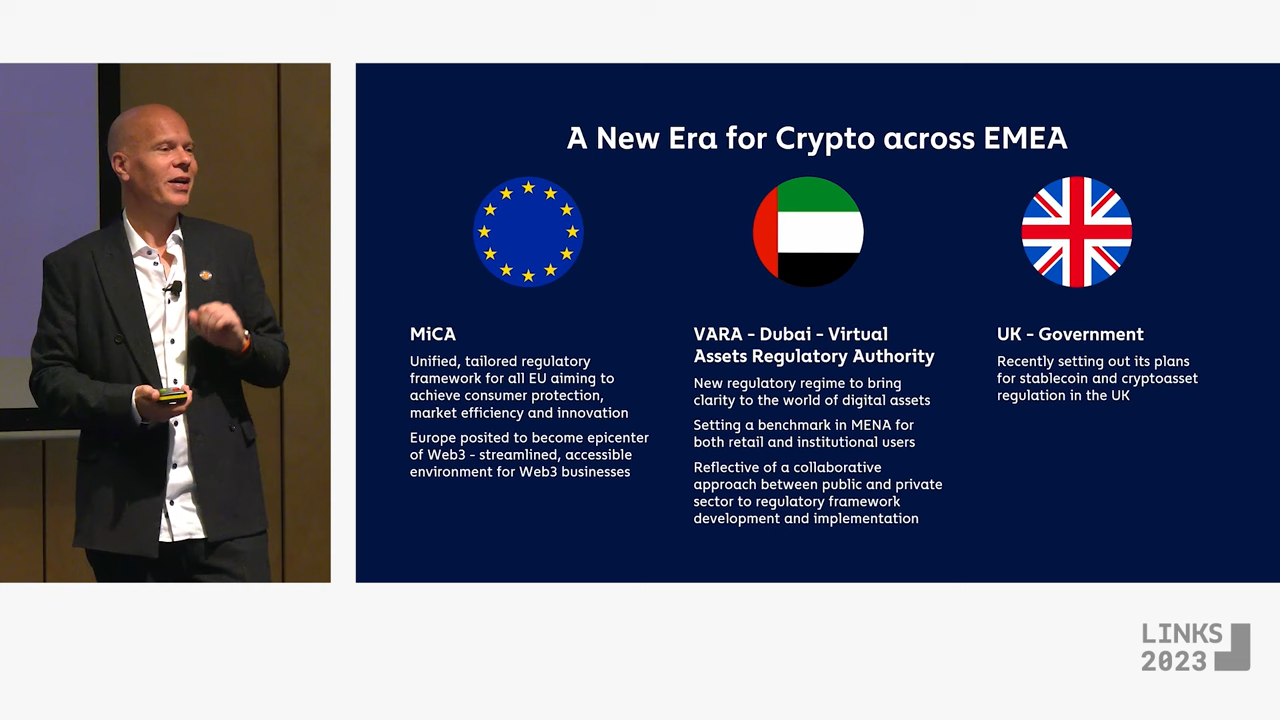 A New Era for Crypto across EMEA
MiCA
Unified, tailored regulatory
framework for all EU aiming to
achieve consumer protection,
market efficiency and innovation
Europe posited to become epicenter
of Web3 - streamlined, accessible
environment for Web3 businesses
VARA - Dubai - Virtual
Assets Regulatory Authority
New regulatory regime to bring
clarity to the world of digital assets
Setting a benchmark in MENA for
both retail and institutional users
Reflective of a collaborative
approach between public and private
sector to regulatory framework
development and implementation
UK - Government
Recently setting out its plans
for stablecoin and cryptoasset
regulation in the UK
LINKS
2023